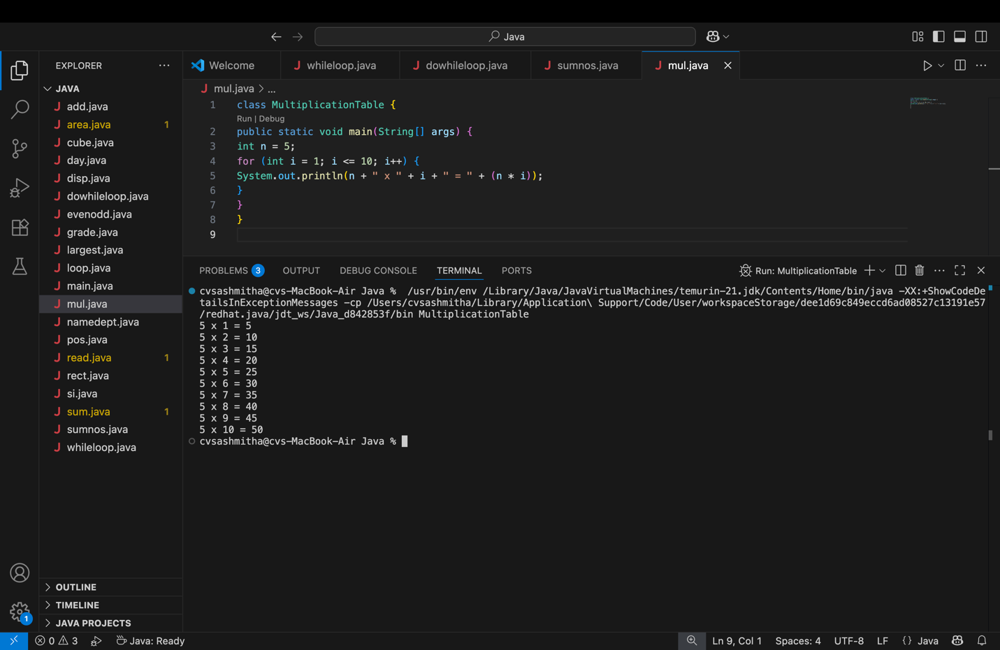 Java
EXPLORER
Welcome
whileloop.java
dowhileloop.java
sumnos.java
mul.java
JAVA
add.java
area.java 1
cube.java
day.java
disp.java
dowhileloop.java
evenodd.java
grade.java
largest.java
loop.java
main.java
mul.java
namedept.java
pos.java
read.java 1
rect.java
si.java
sum.java 1
sumnos.java
whileloop.java
OUTLINE
TIMELINE
JAVA PROJECTS
mul.java > ...
1 class MultiplicationTable {
Run | Debug
2 public static void main(String[] args) {
3 int n = 5;
4 for (int i = 1; i <= 10; i++) {
5 System.out.println(n + " x " + i + " = " + (n * i));
6 }
7 }
8 }
9
PROBLEMS 3 OUTPUT DEBUG CONSOLE TERMINAL PORTS
Run: MultiplicationTable
cvsashmitha@cvs-MacBook-Air Java % /usr/bin/env /Library/Java/JavaVirtualMachines/temurin-21.jdk/Contents/Home/bin/java -XX:+ShowCodeDe
tailsInExceptionMessages -cp /Users/cvsashmitha/Library/Application\ Support/Code/User/workspaceStorage/dee1d69c849eccd6ad08527c13191e57
/redhat.java/jdt_ws/Java_d842853f/bin MultiplicationTable
5 x 1 = 5
5 x 2 = 10
5 x 3 = 15
5 x 4 = 20
5 x 5 = 25
5 x 6 = 30
5 x 7 = 35
5 x 8 = 40
5 x 9 = 45
5 x 10 = 50
cvsashmitha@cvs-MacBook-Air Java %
1
0 3 Java: Ready
Ln 9, Col 1 Spaces: 4 UTF-8 LF {} Java